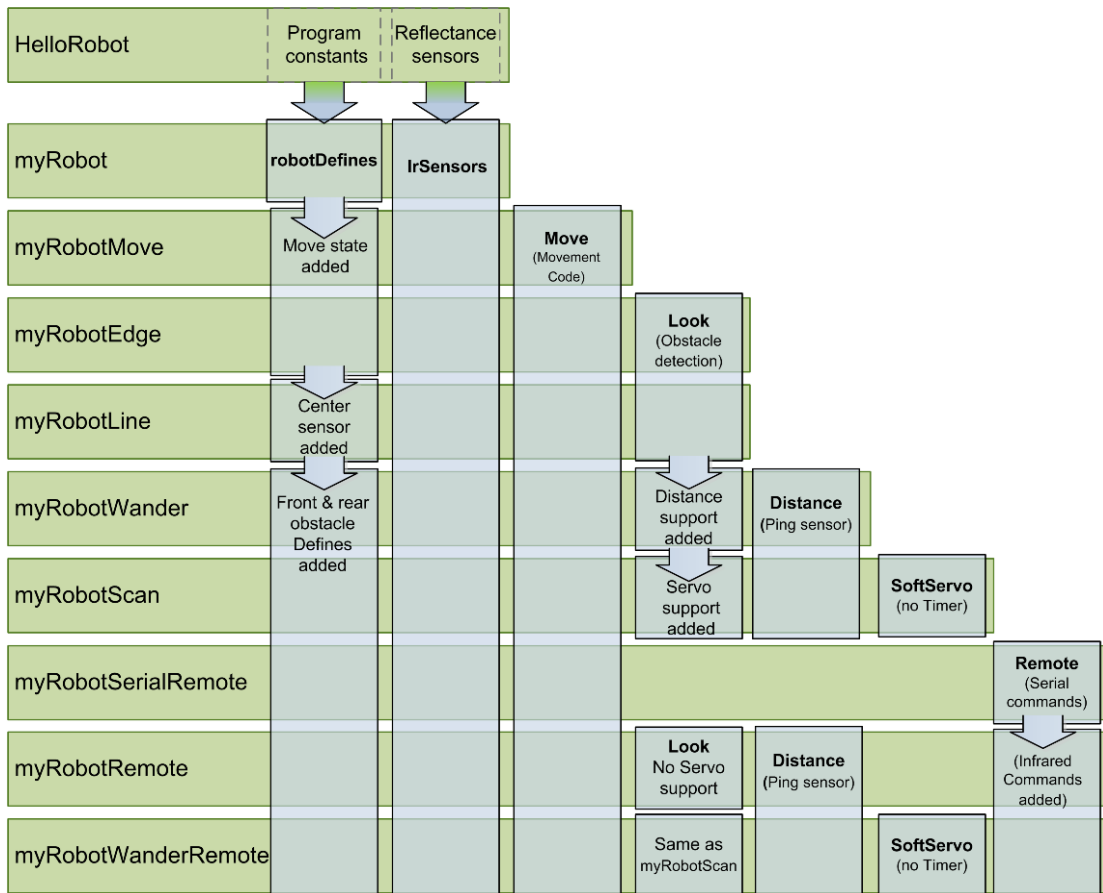 HelloRobot
Program
constants
Reflectance
sensors
myRobot
robotDefines
IrSensors
myRobotMove
Move state
added
Move
(Movement
Code)
myRobotEdge
Look
(Obstacle
detection)
myRobotLine
Center
sensor
added
myRobotWander
Front & rear
obstacle
Defines
added
Distance
support
added
Distance
(Ping sensor)
myRobotScan
Servo
support
added
SoftServo
(no Timer)
myRobotSerialRemote
Remote
(Serial
commands)
myRobotRemote
Look
No Servo
support
Distance
(Ping sensor)
(Infrared
Commands
added)
myRobotWanderRemote
Same as
myRobotScan
SoftServo
(no Timer)